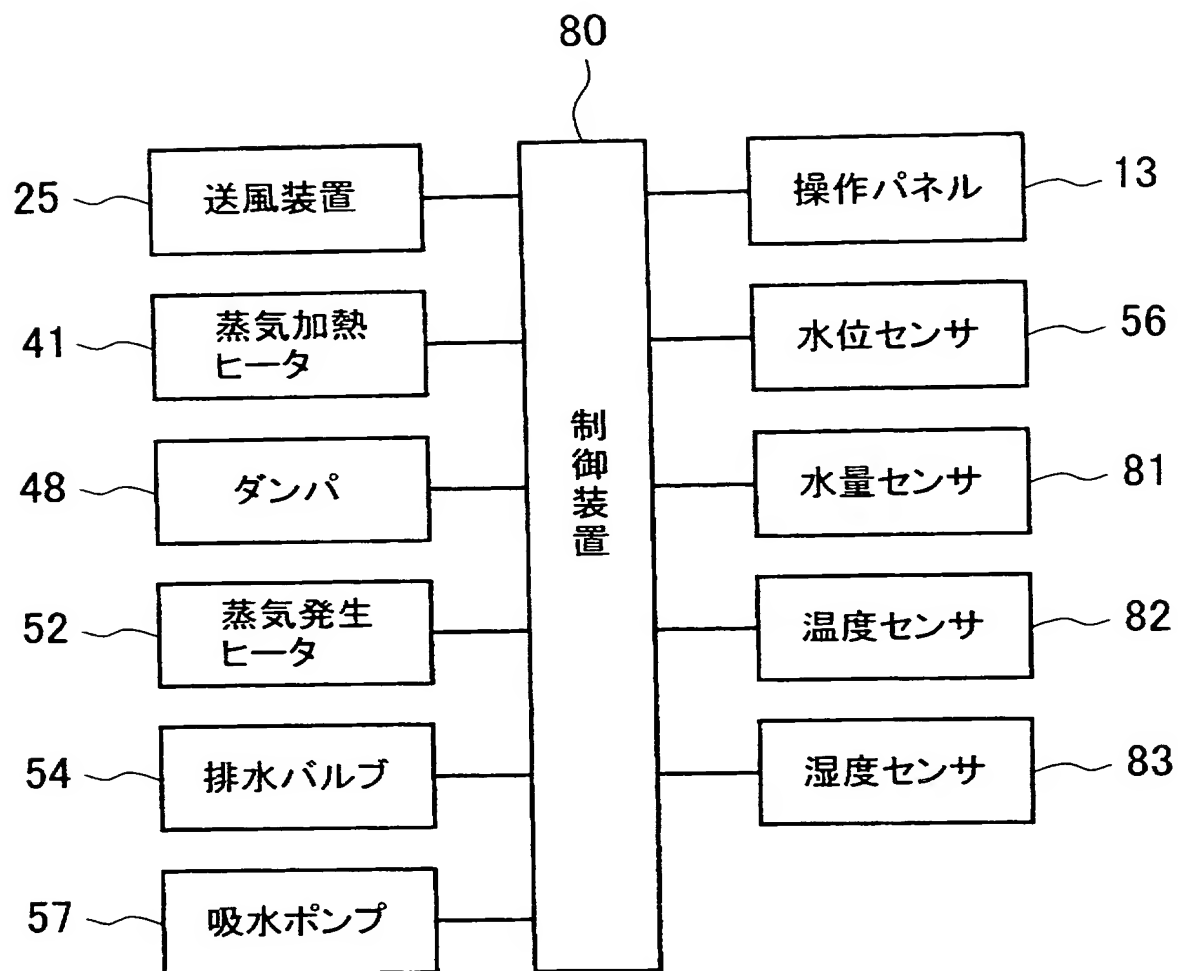 80
25
送風装置
操作パネル
13
41
蒸気加熱
ヒータ
水位センサ
56
制御装置
48
ダンパ
水量センサ
81
52
蒸気発生
ヒータ
温度センサ
82
54
排水バルブ
湿度センサ
83
57
吸水ポンプ